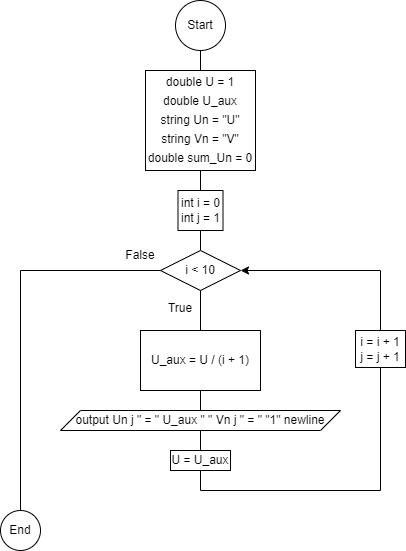 Start
double U = 1
double U_aux
string Un = "U"
string Vn = "V"
double sum_Un = 0
int i = 0
int j = 1
False
i < 10
True
U_aux = U / (i + 1)
i = i + 1
j = j + 1
output Un j " = " U_aux " " Vn j " = " "1" newline
U = U_aux
End